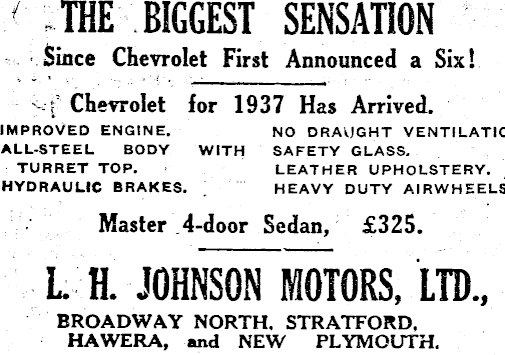 THE BIGGEST SENSATION
Since Chevrolet First Announced a Six!
Chevrolet for 1937 Has Arrived.
IMPROVED ENGINE.
ALL-STEEL BODY WITH
TURRET TOP.
HYDRAULIC BRAKES.
NO DRAUGHT VENTILATIO
SAFETY GLASS.
LEATHER UPHOLSTERY.
HEAVY DUTY AIRWHEELS
Master 4-door Sedan, £325.
L. H. JOHNSON MOTORS, LTD.,
BROADWAY NORTH, STRATFORD,
HAWERA, and NEW PLYMOUTH.